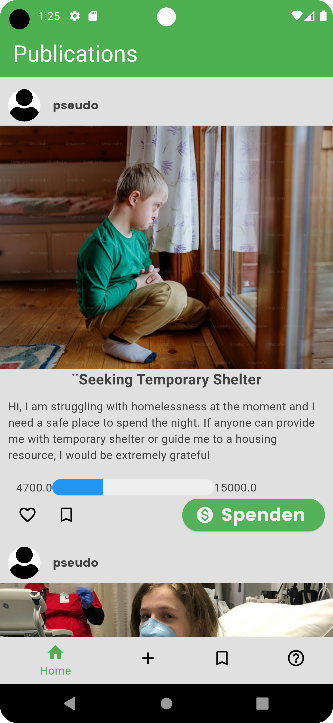 1:25
Publications
pseudo
¨Seeking Temporary Shelter
Hi, I am struggling with homelessness at the moment and I
need a safe place to spend the night. If anyone can provide
me with temporary shelter or guide me to a housing
resource, I would be extremely grateful
4700.0 15000.0
Spenden
pseudo
Home